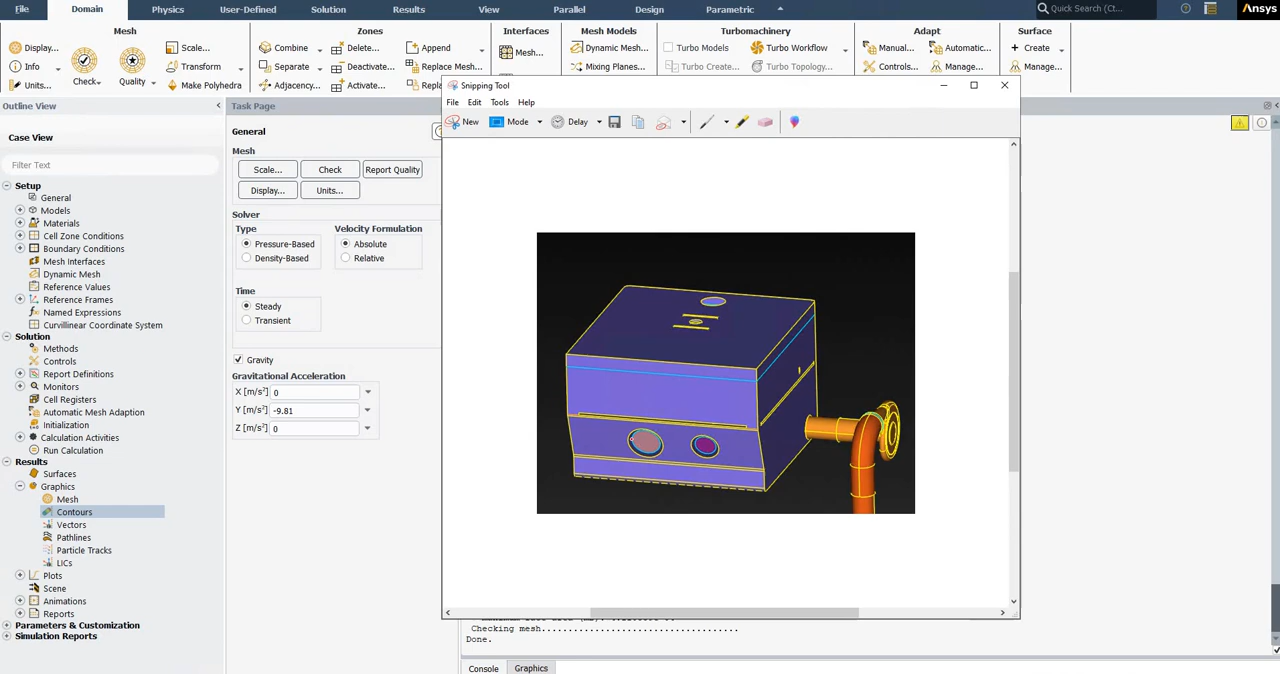 File Domain Physics User-Defined Solution Results View Parallel Design Parametric Quick Search (Ct... Ansys
Mesh Zones Interfaces Mesh Models Turbomachinery Adapt Surface
Display... Scale... Combine Delete... Append Mesh... Dynamic Mesh... Turbo Models Turbo Workflow Manual... Automatic... Create
Info Check Quality Transform Separate Deactivate... Replace Mesh... Mixing Planes... Turbo Create... Turbo Topology... Controls... Manage... Manage...
Units... Make Polyhedra Adjacency... Activate...
Outline View
Task Page
Case View
Filter Text
Setup
General
Models
Materials
Cell Zone Conditions
Boundary Conditions
Mesh Interfaces
Dynamic Mesh
Reference Values
Reference Frames
Named Expressions
Curvilinear Coordinate System
Solution
Methods
Controls
Report Definitions
Monitors
Cell Registers
Automatic Mesh Adaption
Initialization
Calculation Activities
Run Calculation
Results
Surfaces
Graphics
Mesh
Contours
Vectors
Pathlines
Particle Tracks
LICs
Plots
Scene
Animations
Reports
Parameters & Customization
Simulation Reports
General
Mesh
Scale... Check Report Quality
Display... Units...
Solver
Type Velocity Formulation
Pressure-Based Absolute
Density-Based Relative
Time
Steady
Transient
Gravity
Gravitational Acceleration
X [m/s²] 0
Y [m/s²] -9.81
Z [m/s²] 0
Snipping Tool
File Edit Tools Help
New Mode Delay
Checking mesh.....................................
Done.
Console Graphics